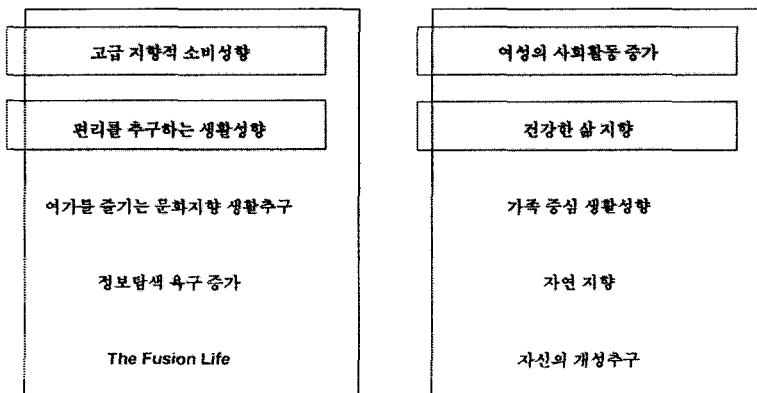 고급 지향적 소비성향
편리를 추구하는 생활성향
여가를 즐기는 문화지향 생활추구
정보탐색 욕구 증가
The Fusion Life
여성의 사회활동 증가
건강한 삶 지향
가족 중심 생활성향
자연 지향
자신의 개성추구